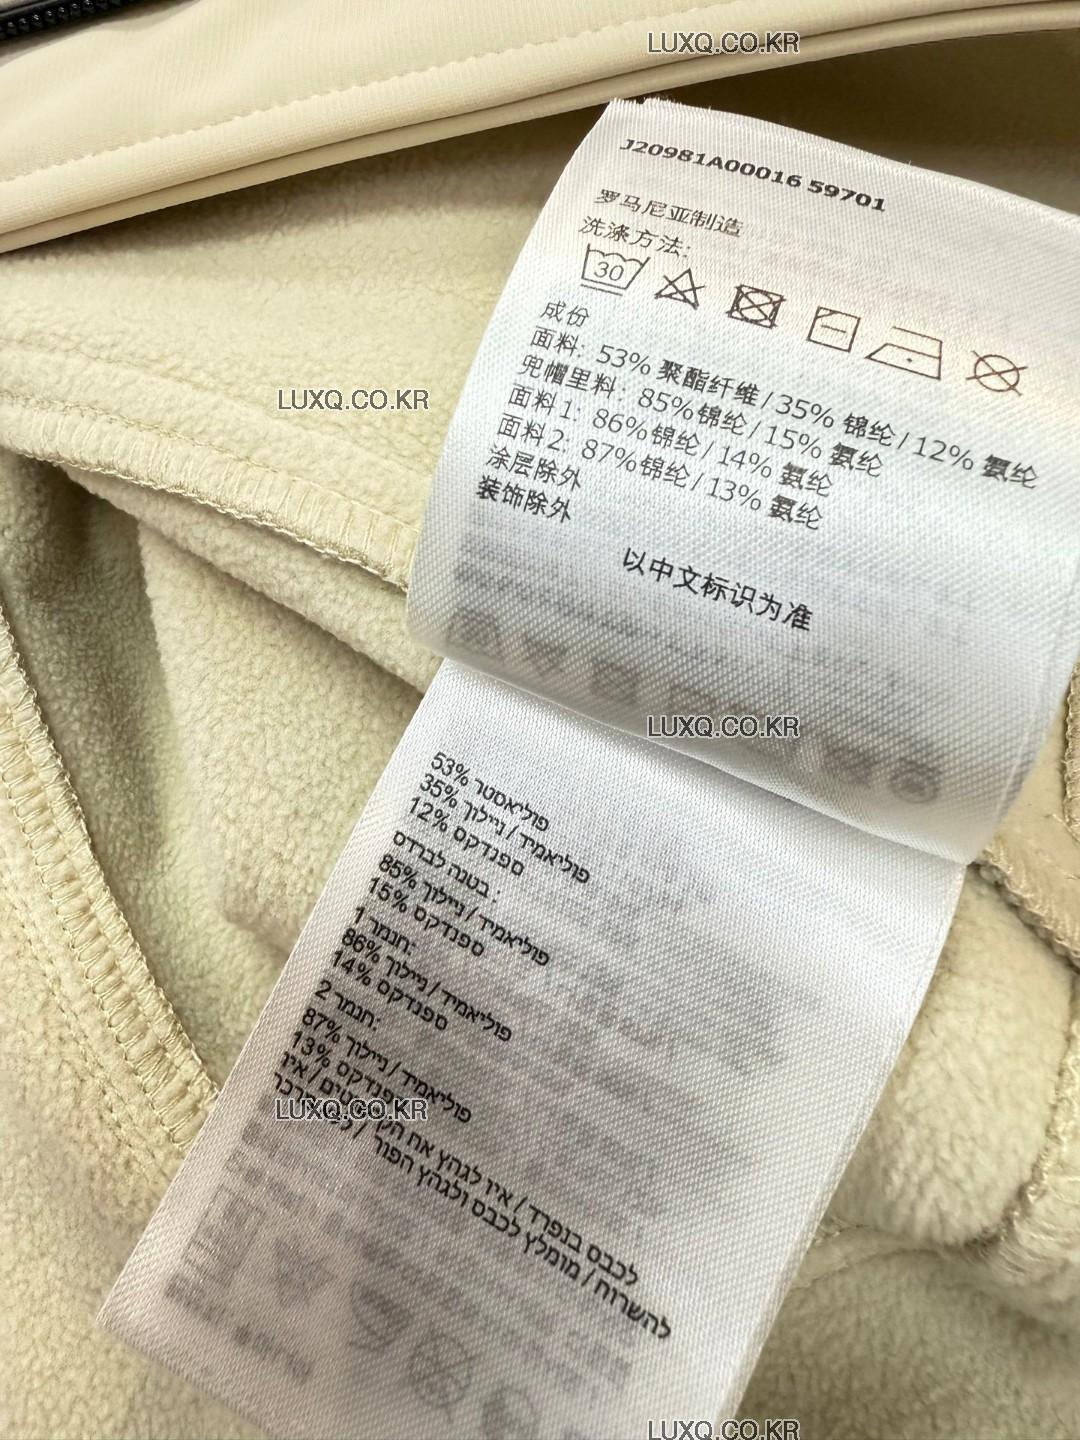 LUXQ.CO.KR
J20981A00016 59701
罗马尼亚制造
洗涤方法:
30
成份
面料: 53% 聚酯纤维 / 35% 锦纶 / 12% 氨纶
兜帽里料: 85%锦纶 / 15% 氨纶
面料1: 86%锦纶 / 14% 氨纶
面料2: 87%锦纶 / 13% 氨纶
涂层除外
装饰除外
以中文标识为准
LUXQ.CO.KR
LUXQ.CO.KR
53% פוליאסטר
35% פוליאמיד / ניילון
12% ספנדקס
בטנה לברדס :
85% פוליאמיד / ניילון
15% ספנדקס
חנמר 1:
86% פוליאמיד / ניילון
14% ספנדקס
חנמר 2:
87% פוליאמיד / ניילון
13% ספנדקס
LUXQ.CO.KR
לכבס בנפרד / אין לגהץ את
להשרות / מומלץ לכבס ולגהץ הפוך /
LUXQ.CO.KR